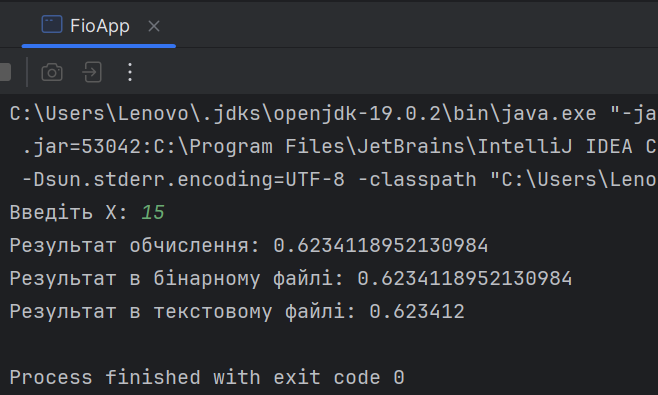 FioApp
C:\Users\Lenovo\.jdks\openjdk-19.0.2\bin\java.exe "-ja
.jar=53042:C:\Program Files\JetBrains\IntelliJ IDEA C
-Dsun.stderr.encoding=UTF-8 -classpath "C:\Users\Leno
Введіть X: 15
Результат обчислення: 0.6234118952130984
Результат в бінарному файлі: 0.6234118952130984
Результат в текстовому файлі: 0.623412
Process finished with exit code 0